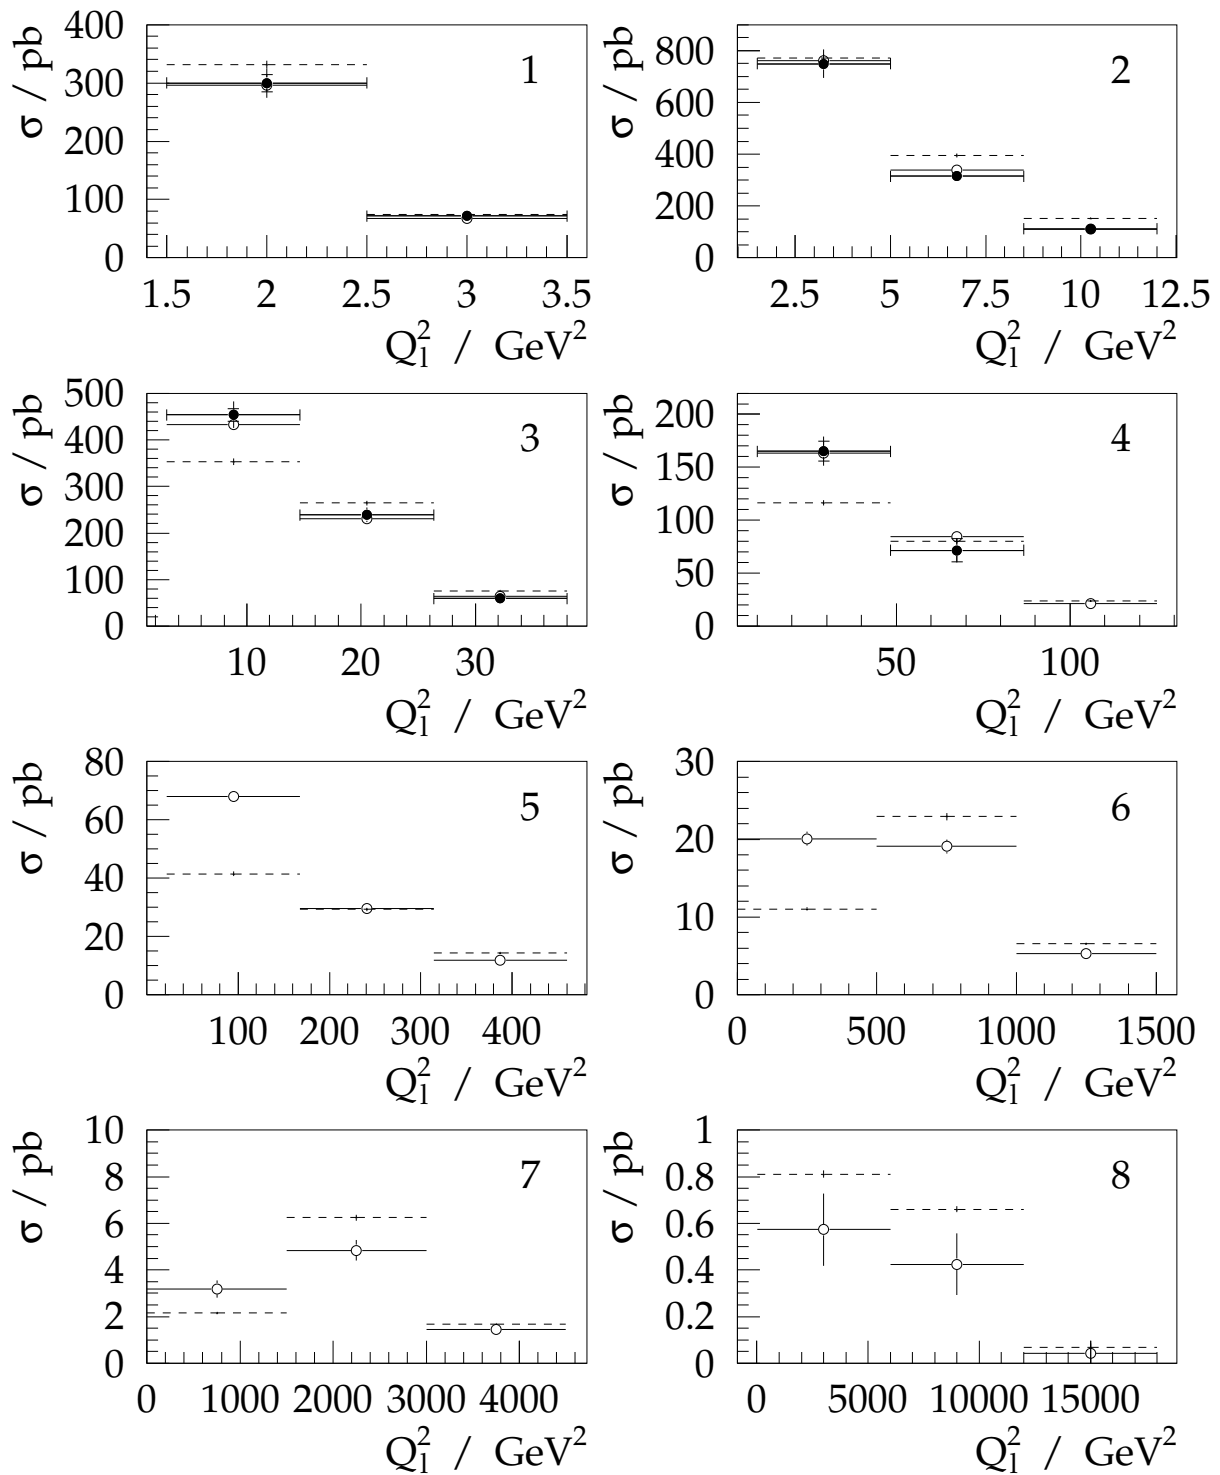 σ / pb
400
300
200
100
0
1
1.5 2 2.5 3 3.5
Q₁² / GeV²
σ / pb
800
600
400
200
0
2
2.5 5 7.5 10 12.5
Q₁² / GeV²
σ / pb
500
400
300
200
100
0
3
10 20 30
Q₁² / GeV²
σ / pb
200
150
100
50
0
4
50 100
Q₁² / GeV²
σ / pb
80
60
40
20
0
5
100 200 300 400
Q₁² / GeV²
σ / pb
30
20
10
0
6
0 500 1000 1500
Q₁² / GeV²
σ / pb
10
8
6
4
2
0
7
0 1000 2000 3000 4000
Q₁² / GeV²
σ / pb
1
0.8
0.6
0.4
0.2
0
8
0 5000 10000 15000
Q₁² / GeV²